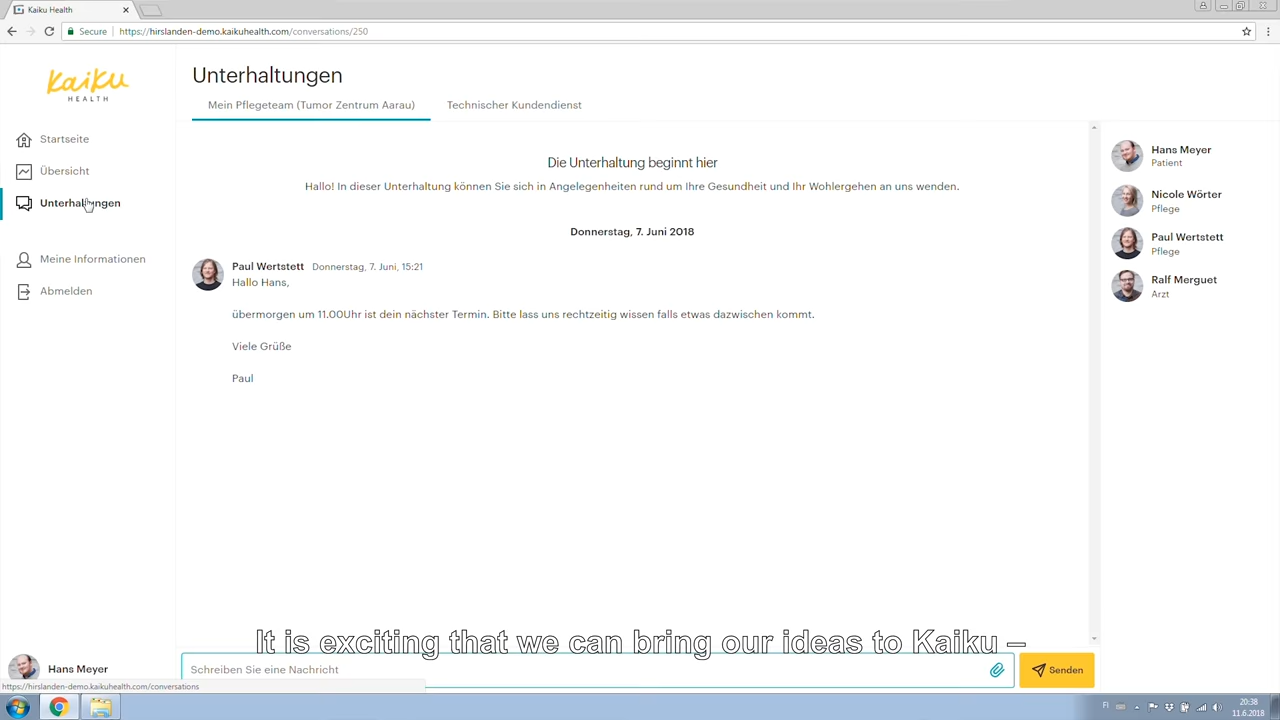 Kaiku Health
Secure
https://hirslanden-demo.kaikuhealth.com/conversations/250
kaiku
HEALTH
Startseite
Übersicht
Unterhaltungen
Meine Informationen
Abmelden
Hans Meyer
https://hirslanden-demo.kaikuhealth.com/conversations
Unterhaltungen
Mein Pflegeteam (Tumor Zentrum Aarau)
Technischer Kundendienst
Die Unterhaltung beginnt hier
Hallo! In dieser Unterhaltung können Sie sich in Angelegenheiten rund um Ihre Gesundheit und Ihr Wohlergehen an uns wenden.
Donnerstag, 7. Juni 2018
Paul Wertstett Donnerstag, 7. Juni, 15:21
Hallo Hans,
übermorgen um 11.00Uhr ist dein nächster Termin. Bitte lass uns rechtzeitig wissen falls etwas dazwischen kommt.
Viele Grüße
Paul
Hans Meyer
Patient
Nicole Wörter
Pflege
Paul Wertstett
Pflege
Ralf Merguet
Arzt
It is exciting that we can bring our ideas to Kaiku –
Schreiben Sie eine Nachricht
Senden
FI
20:38
11.6.2018